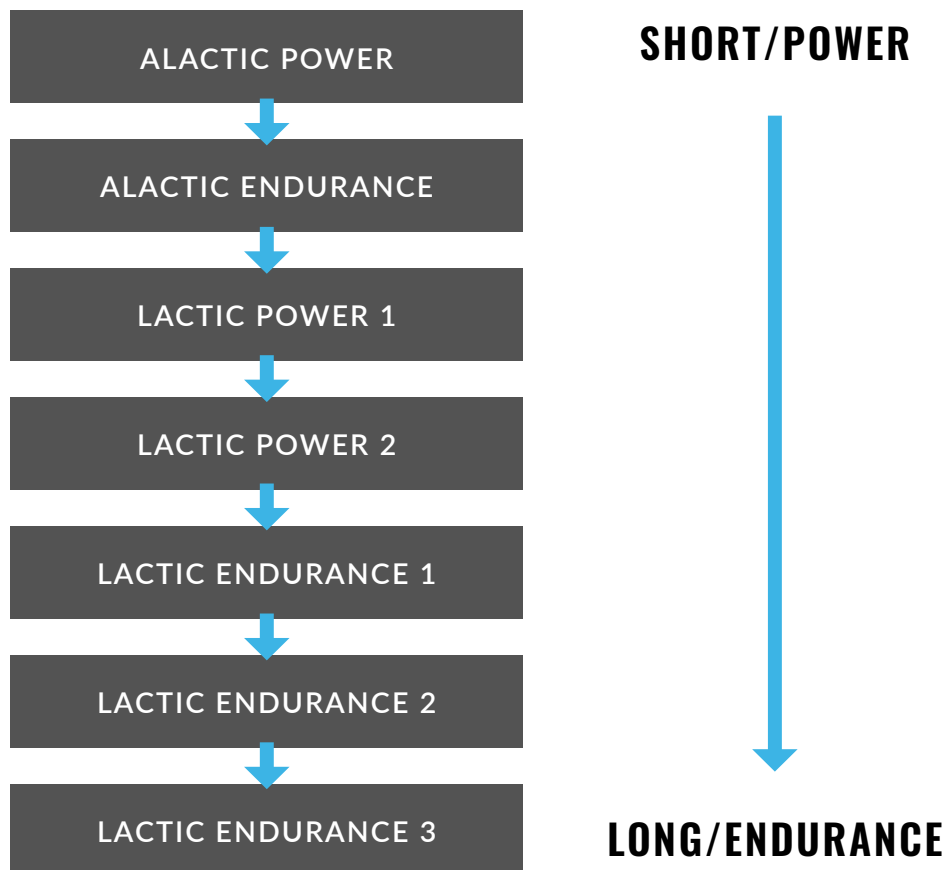 ALACTIC POWER
ALACTIC ENDURANCE
LACTIC POWER 1
LACTIC POWER 2
LACTIC ENDURANCE 1
LACTIC ENDURANCE 2
LACTIC ENDURANCE 3
SHORT/POWER
LONG/ENDURANCE